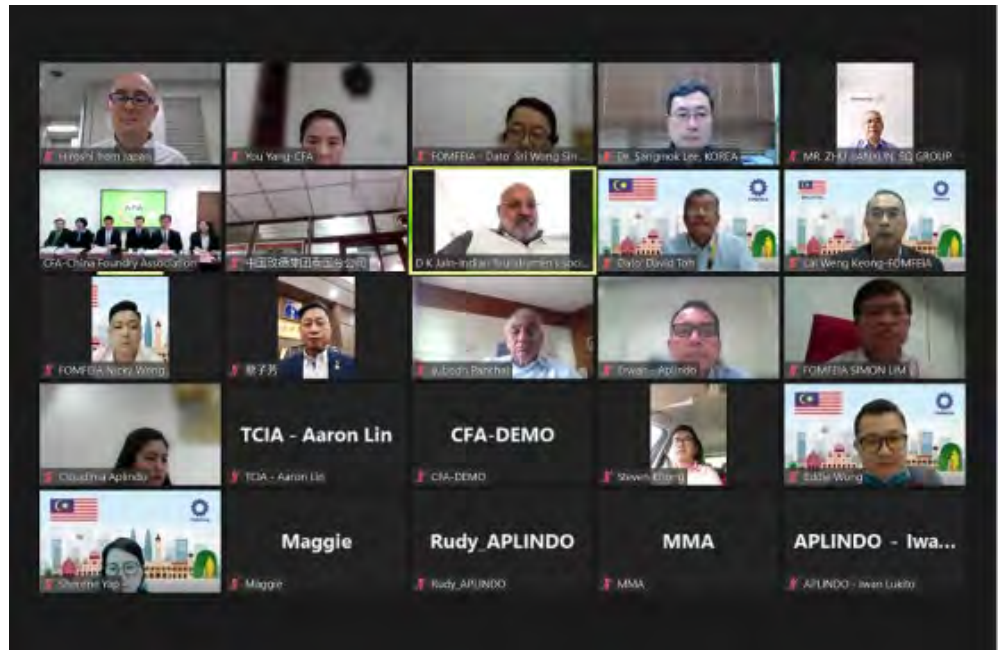 Hiroshi from Japan
You Yang-CFA
FOMFEIA - Dato' Sri Wong Sin...
Dr. Sangmok Lee, KOREA
MR. ZHU JIANXUN, SQ GROUP
CFA
CFA-China Foundry Association
D K Jain-Indian foundrymen's soci...
Dato' David Toh
Lai Weng Keong-FOMFEIA
FOMFEIA Nicky Wong
Subodh Panchal
Erwan - Aplindo
FOMFEIA SIMON LIM
Aplindo
TCIA - Aaron Lin
TCIA - Aaron Lin
CFA-DEMO
CFA-DEMO
Steven
Eddie Wong
Yap
Maggie
Maggie
Rudy_APLINDO
Rudy_APLINDO
MMA
MMA
APLINDO - Iwa...
APLINDO - Iwan Lukito